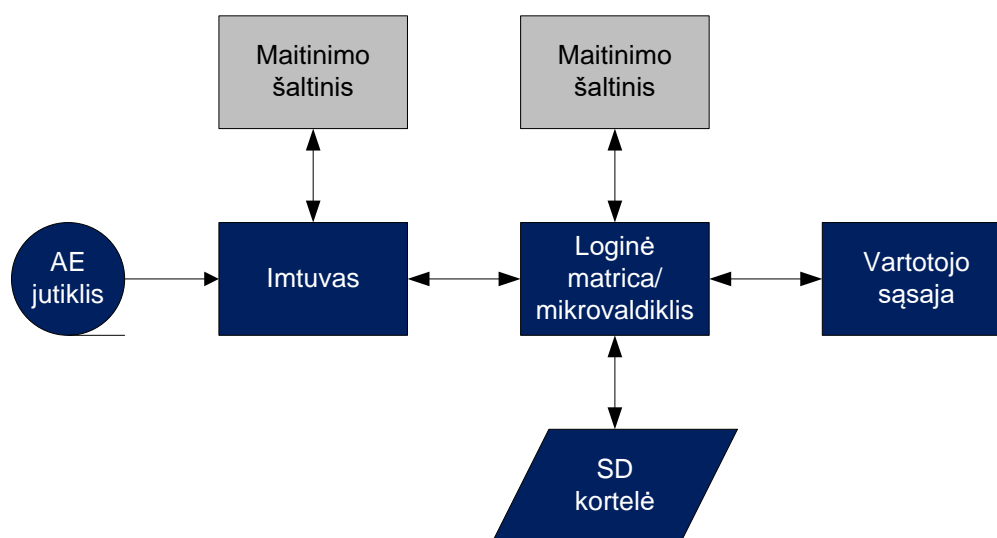 Maitinimo
šaltinis
Maitinimo
šaltinis
AE
jutiklis
Imtuvas
Loginė
matrica/
mikrovaldiklis
Vartotojo
sąsaja
SD
kortelė